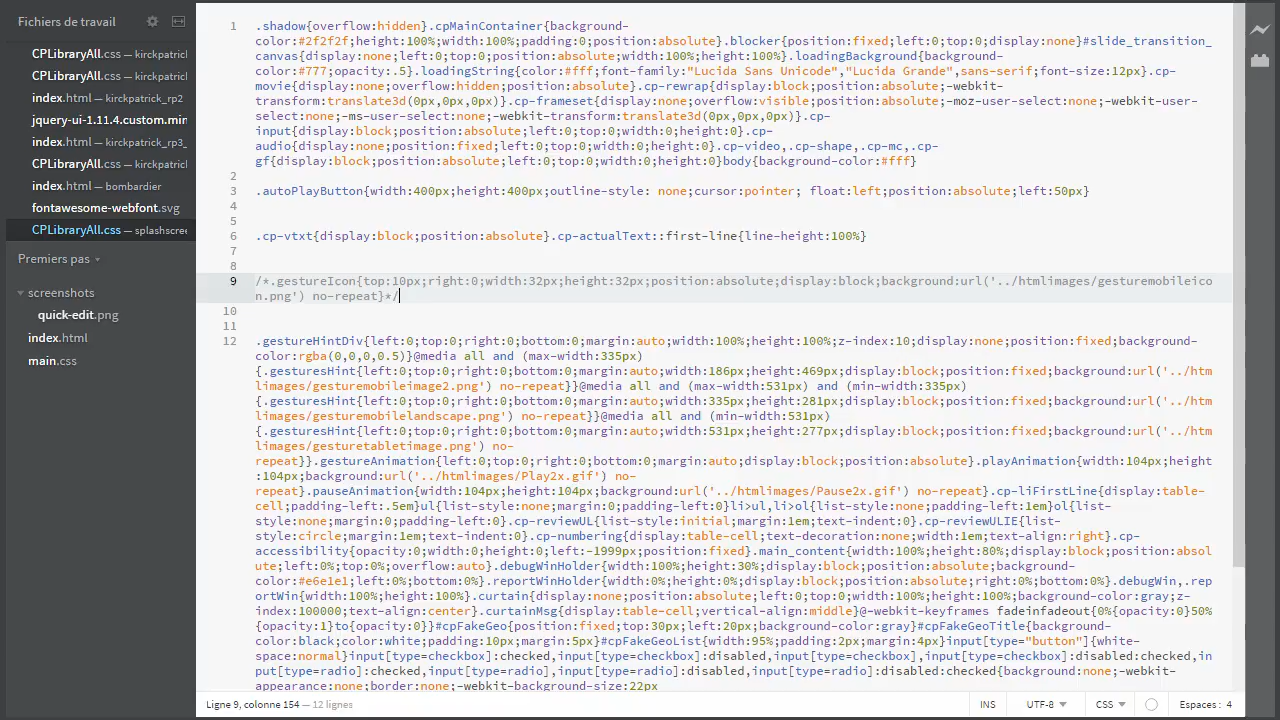 Fichiers de travail
CPLibraryAll.css — kirckpatric
CPLibraryAll.css — kirckpatric
index.html — kirckpatrick_rp2
jquery-ui-1.11.4.custom.min
index.html — kirckpatrick_rp3_
CPLibraryAll.css — kirckpatric
index.html — bombardier
fontawesome-webfont.svg
CPLibraryAll.css — splashscree
Premiers pas
screenshots
quick-edit.png
index.html
main.css
1 .shadow{overflow:hidden}.cpMainContainer{background-
color:#2f2f2f;height:100%;width:100%;padding:0;position:absolute}.blocker{position:fixed;left:0;top:0;display:none}#slide_transition_
canvas{display:none;left:0;top:0;position:absolute;width:100%;height:100%}.loadingBackground{background-
color:#777;opacity:.5}.loadingString{color:#fff;font-family:"Lucida Sans Unicode","Lucida Grande",sans-serif;font-size:12px}.cp-
movie{display:none;overflow:hidden;position:absolute}.cp-rewrap{display:block;position:absolute;-webkit-
transform:translate3d(0px,0px,0px)}.cp-frameset{display:none;overflow:visible;position:absolute;-moz-user-select:none;-webkit-user-
select:none;-ms-user-select:none;-webkit-transform:translate3d(0px,0px,0px)}.cp-
input{display:block;position:absolute;left:0;top:0;width:0;height:0}.cp-
audio{display:none;position:fixed;left:0;top:0;width:0;height:0}.cp-video,.cp-shape,.cp-mc,.cp-
gf{display:block;position:absolute;left:0;top:0;width:0;height:0}body{background-color:#fff}
2
3 .autoPlayButton{width:400px;height:400px;outline-style: none;cursor:pointer; float:left;position:absolute;left:50px}
4
5
6 .cp-vtxt{display:block;position:absolute}.cp-actualText::first-line{line-height:100%}
7
8
9 /*.gestureIcon{top:10px;right:0;width:32px;height:32px;position:absolute;display:block;background:url('../htmlimages/gesturemobileico
n.png') no-repeat}*/
10
11
12 .gestureHintDiv{left:0;top:0;right:0;bottom:0;margin:auto;width:100%;height:100%;z-index:10;display:none;position:fixed;background-
color:rgba(0,0,0,0.5)}@media all and (max-width:335px)
{.gesturesHint{left:0;top:0;right:0;bottom:0;margin:auto;width:186px;height:469px;display:block;position:fixed;background:url('../htm
limages/gesturemobileimage2.png') no-repeat}}@media all and (max-width:531px) and (min-width:335px)
{.gesturesHint{left:0;top:0;right:0;bottom:0;margin:auto;width:335px;height:281px;display:block;position:fixed;background:url('../htm
limages/gesturemobilelandscape.png') no-repeat}}@media all and (min-width:531px)
{.gesturesHint{left:0;top:0;right:0;bottom:0;margin:auto;width:531px;height:277px;display:block;position:fixed;background:url('../htm
limages/gesturetabletimage.png') no-
repeat}}.gestureAnimation{left:0;top:0;right:0;bottom:0;margin:auto;display:block;position:absolute}.playAnimation{width:104px;height
:104px;background:url('../htmlimages/Play2x.gif') no-
repeat}.pauseAnimation{width:104px;height:104px;background:url('../htmlimages/Pause2x.gif') no-repeat}.cp-liFirstLine{display:table-
cell;padding-left:.5em}ul{list-style:none;margin:0;padding-left:0}li>ul,li>ol{list-style:none;padding-left:1em}ol{list-
style:none;margin:0;padding-left:0}.cp-reviewUL{list-style:initial;margin:1em;text-indent:0}.cp-reviewULIE{list-
style:circle;margin:1em;text-indent:0}.cp-numbering{display:table-cell;text-decoration:none;width:1em;text-align:right}.cp-
accessibility{opacity:0;width:0;height:0;left:-1999px;position:fixed}.main_content{width:100%;height:80%;display:block;position:absol
ute;left:0%;top:0%;overflow:auto}.debugWinHolder{width:100%;height:30%;display:block;position:absolute;background-
color:#e6e1e1;left:0%;bottom:0%}.reportWin{width:0%;height:0%;display:block;position:absolute;right:0%;bottom:0%}.debugWin,.rep
ortWin{width:100%;height:100%}.curtain{display:none;position:absolute;left:0;top:0;width:100%;height:100%;background-color:gray;z-
index:100000;text-align:center}.curtainMsg{display:table-cell;vertical-align:middle}@-webkit-keyframes fadeinfadeout{0%{opacity:0}50%
{opacity:1}to{opacity:0}}#cpFakeGeo{position:fixed;top:30px;left:20px;background-color:gray}#cpFakeGeoTitle{background-
color:black;color:white;padding:10px;margin:5px}#cpFakeGeoList{width:95%;padding:2px;margin:4px}input[type="button"]{white-
space:normal}input[type=checkbox]:checked,input[type=checkbox]:disabled,input[type=checkbox],input[type=checkbox]:disabled:checked,in
put[type=radio]:checked,input[type=radio],input[type=radio]:disabled,input[type=radio]:disabled:checked{background:none;-webkit-
appearance:none;border:none;-webkit-background-size:22px
Ligne 9, colonne 154 — 12 lignes
INS UTF-8 CSS Espaces : 4